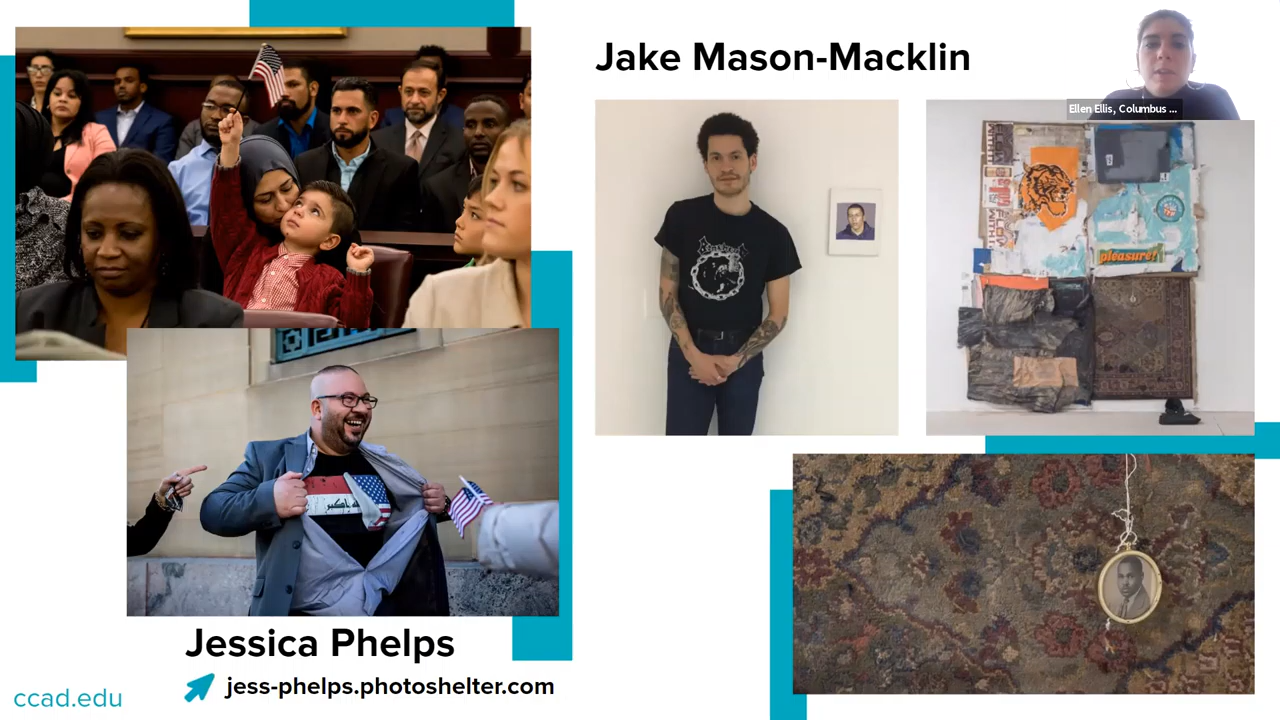 Jake Mason-Macklin
Ellen Ellis, Columbus ...
pleasure!
Jessica Phelps
jess-phelps.photoshelter.com
ccad.edu